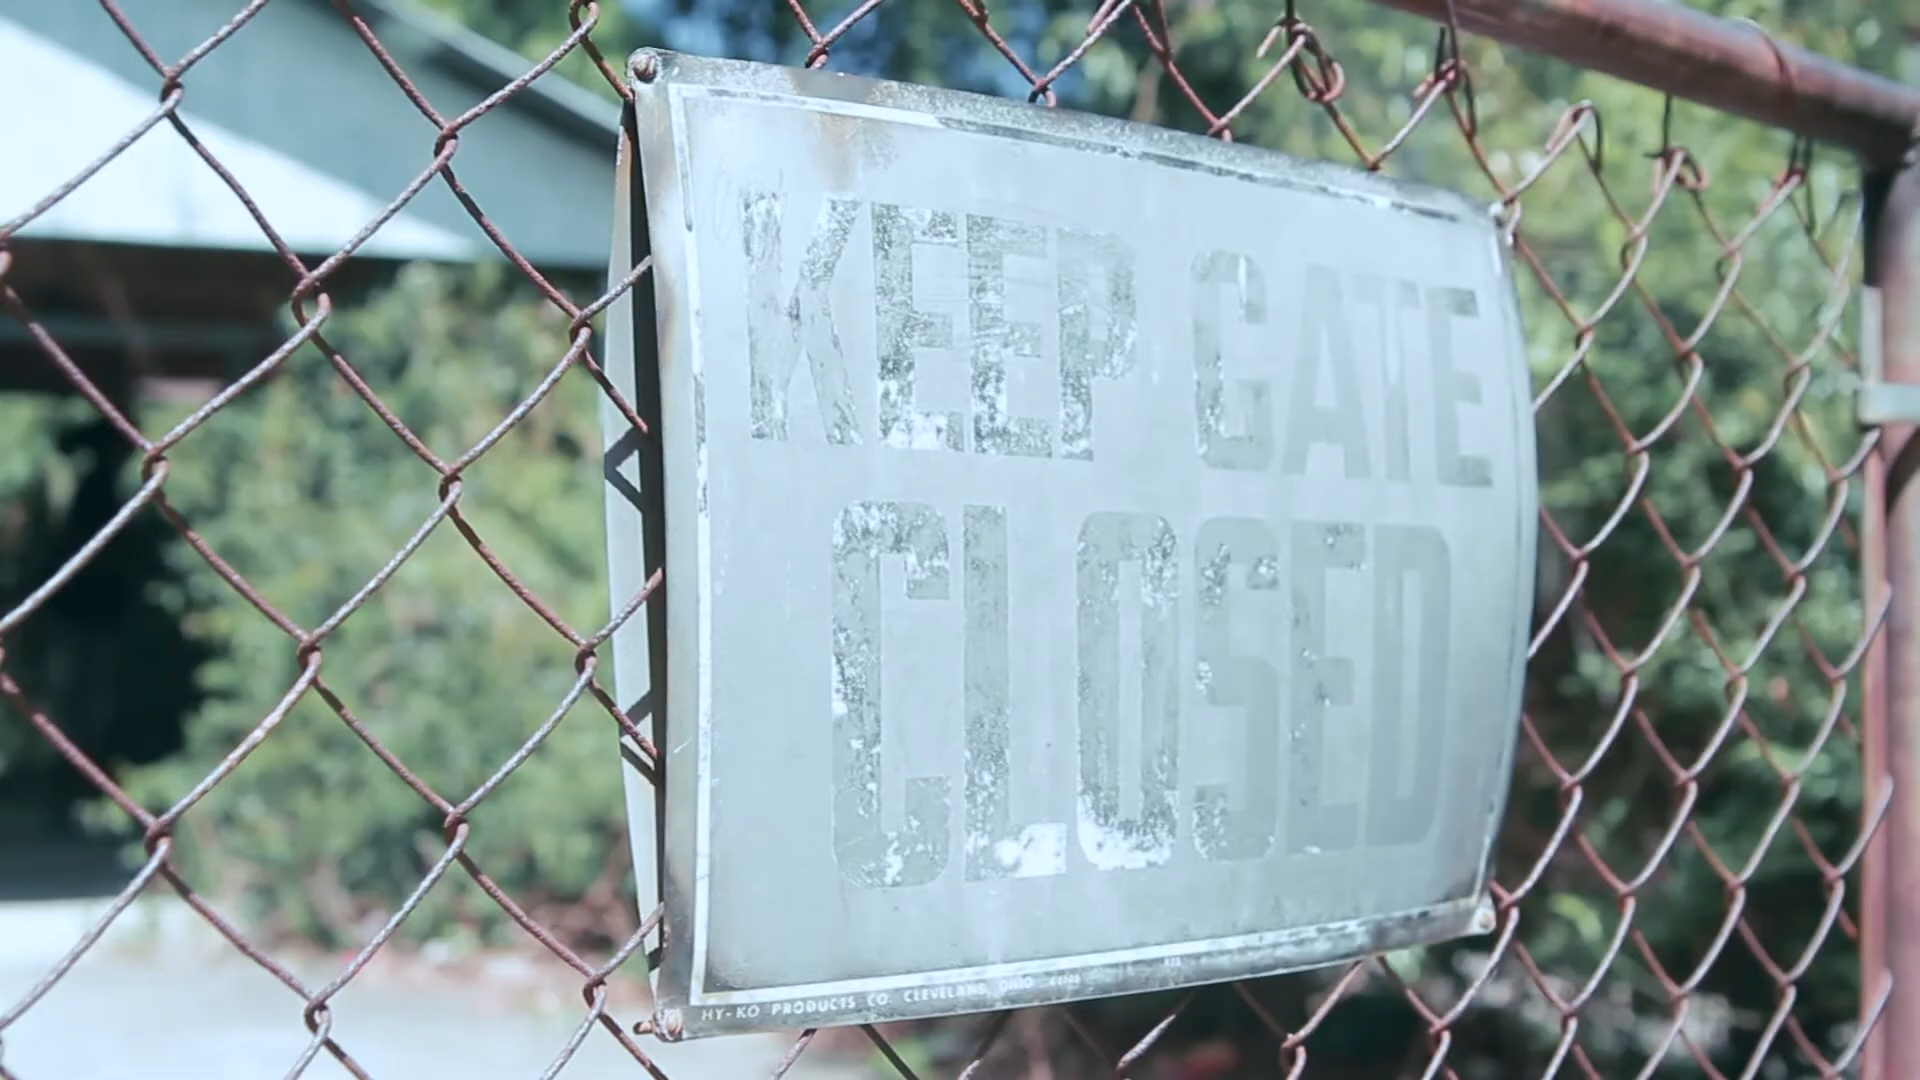 KEEP GATE
CLOSED
HY-KO PRODUCTS CO. CLEVELAND, OHIO